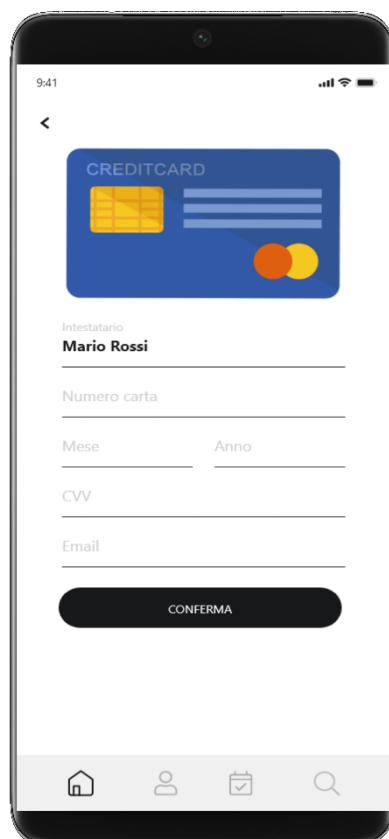 9:41
CREDITCARD
Intestatario
Mario Rossi
Numero carta
Mese Anno
CVV
Email
CONFERMA